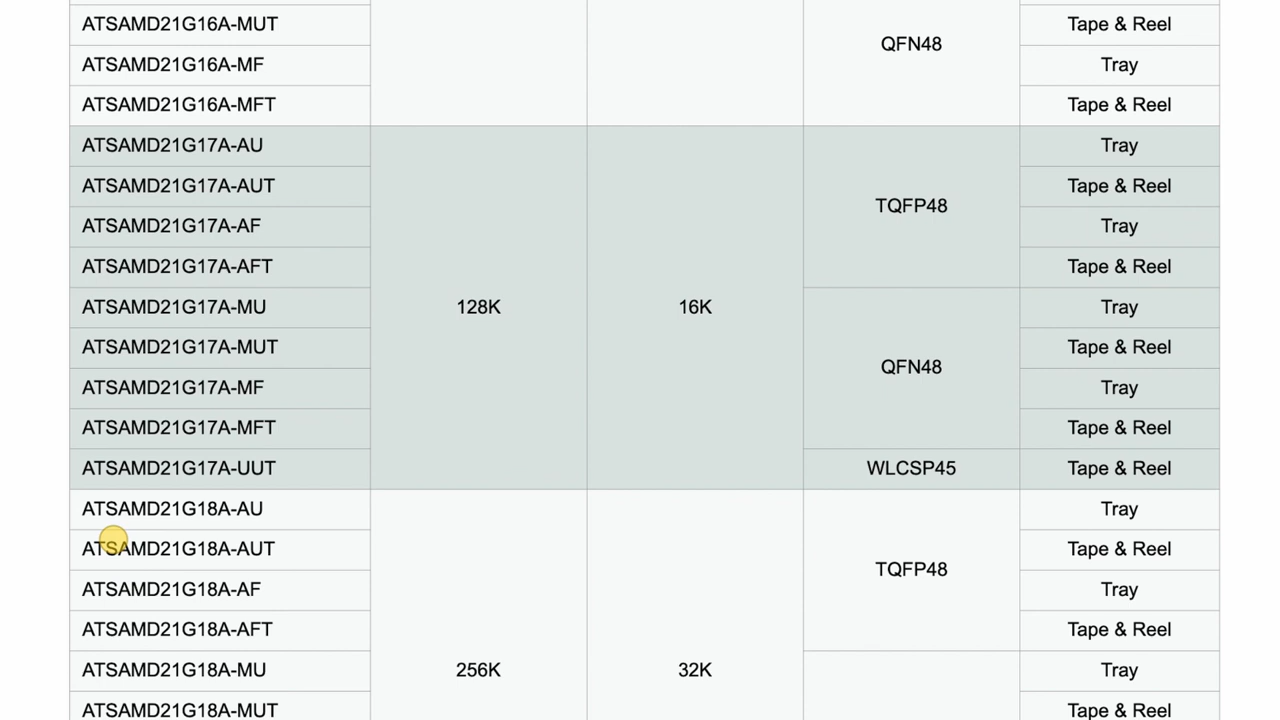 ATSAMD21G16A-MUT Tape & Reel
QFN48
ATSAMD21G16A-MF Tray
ATSAMD21G16A-MFT Tape & Reel
ATSAMD21G17A-AU Tray
ATSAMD21G17A-AUT Tape & Reel
TQFP48
ATSAMD21G17A-AF Tray
ATSAMD21G17A-AFT Tape & Reel
ATSAMD21G17A-MU 128K 16K Tray
ATSAMD21G17A-MUT Tape & Reel
QFN48
ATSAMD21G17A-MF Tray
ATSAMD21G17A-MFT Tape & Reel
ATSAMD21G17A-UUT WLCSP45 Tape & Reel
ATSAMD21G18A-AU Tray
ATSAMD21G18A-AUT Tape & Reel
TQFP48
ATSAMD21G18A-AF Tray
ATSAMD21G18A-AFT Tape & Reel
ATSAMD21G18A-MU 256K 32K Tray
ATSAMD21G18A-MUT Tape & Reel